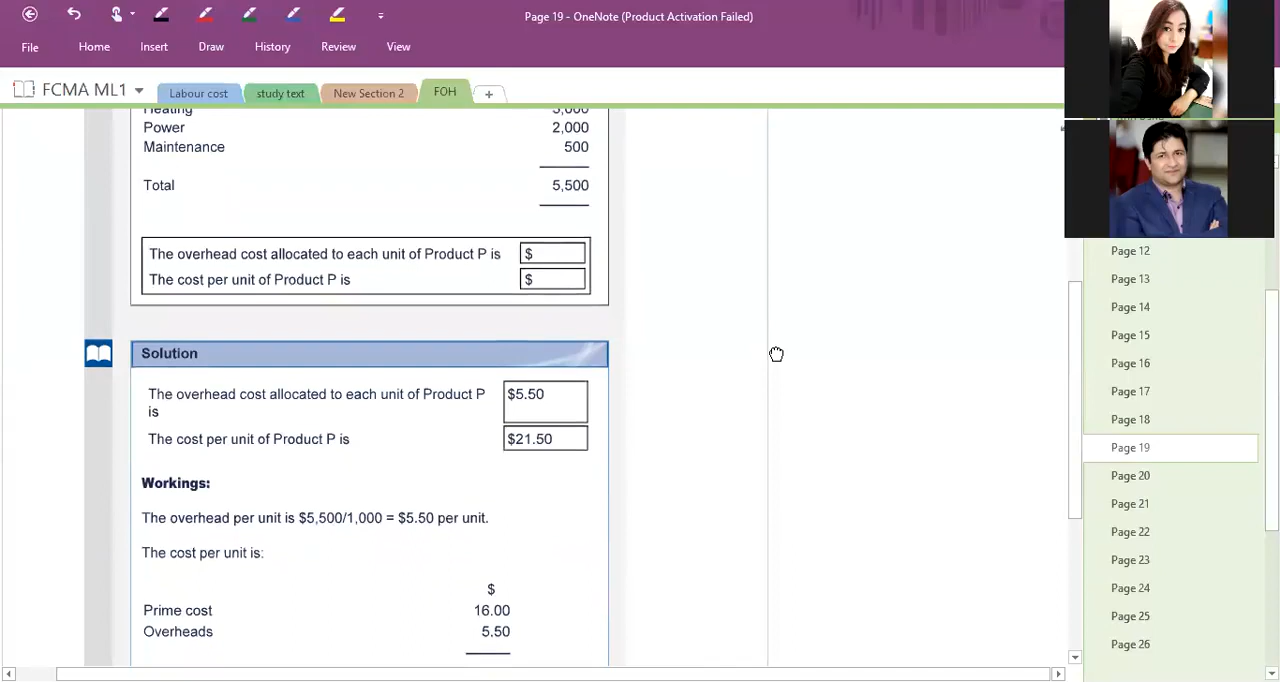 Page 19 - OneNote (Product Activation Failed)
File Home Insert Draw History Review View
FCMA ML1 Labour cost study text New Section 2 FOH +
Heating 3,000
Power 2,000
Maintenance 500
Total 5,500
The overhead cost allocated to each unit of Product P is $
The cost per unit of Product P is $
Solution
The overhead cost allocated to each unit of Product P is $5.50
The cost per unit of Product P is $21.50
Workings:
The overhead per unit is $5,500/1,000 = $5.50 per unit.
The cost per unit is:
$
Prime cost 16.00
Overheads 5.50
Page 12
Page 13
Page 14
Page 15
Page 16
Page 17
Page 18
Page 19
Page 20
Page 21
Page 22
Page 23
Page 24
Page 25
Page 26